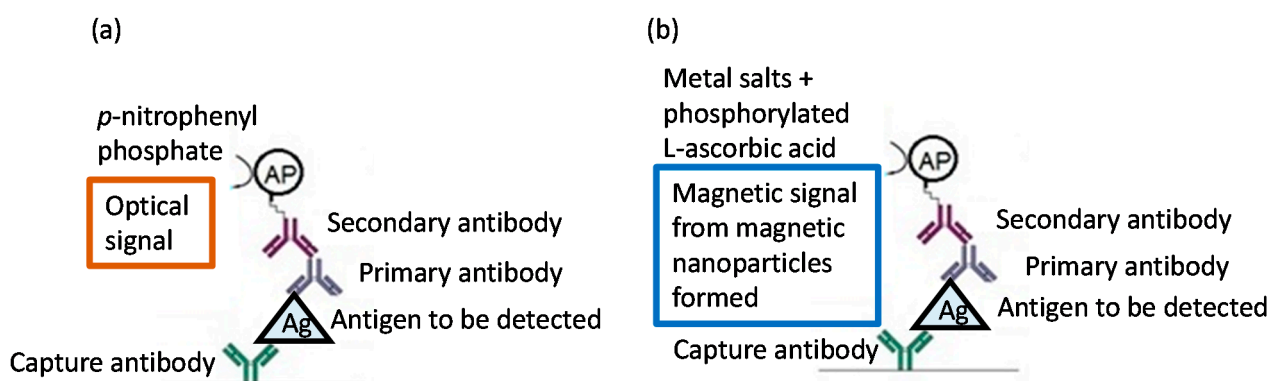 (a)
p-nitrophenyl
phosphate
AP
Optical
signal
Secondary antibody
Primary antibody
Ag
Antigen to be detected
Capture antibody
(b)
Metal salts +
phosphorylated
L-ascorbic acid
AP
Magnetic signal
from magnetic
nanoparticles
formed
Secondary antibody
Primary antibody
Ag
Antigen to be detected
Capture antibody